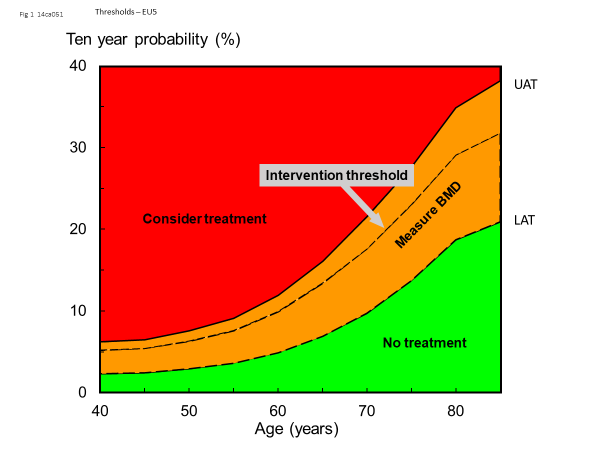 Fig 1 14ca051
Thresholds – EU5
Ten year probability (%)
40
UAT
30
Intervention threshold
Consider treatment
Measure BMD
20
LAT
10
No treatment
0
40
50
60
70
80
Age (years)